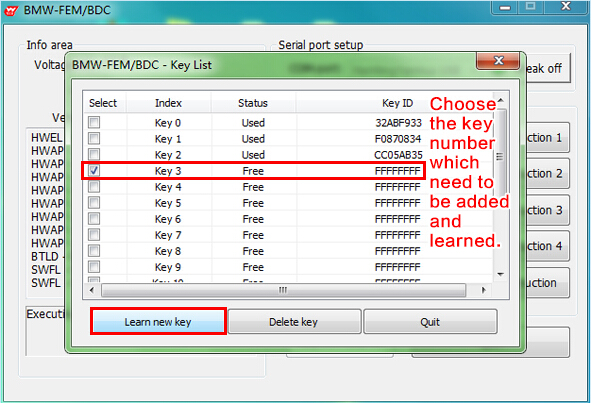 BMW-FEM/BDC
Info area
Serial port setup
Voltag
eak off
BMW-FEM/BDC - Key List
Select Index Status Key ID
Key 0 Used 32ABF933
Key 1 Used F0870834
Key 2 Used CC05AB35
Key 3 Free FFFFFFFF
Key 4 Free FFFFFFFF
Key 5 Free FFFFFFFF
Key 6 Free FFFFFFFF
Key 7 Free FFFFFFFF
Key 8 Free FFFFFFFF
Key 9 Free FFFFFFFF
Choose
the key
number
which
need to
be added
and
learned.
Learn new key Delete key Quit
Ve
HWEL
HWAP
HWAP
HWAP
HWAP
HWAP
HWAP
BTLD -
SWFL
SWFL
Executi
ction 1
ction 2
ction 3
ction 4
uction